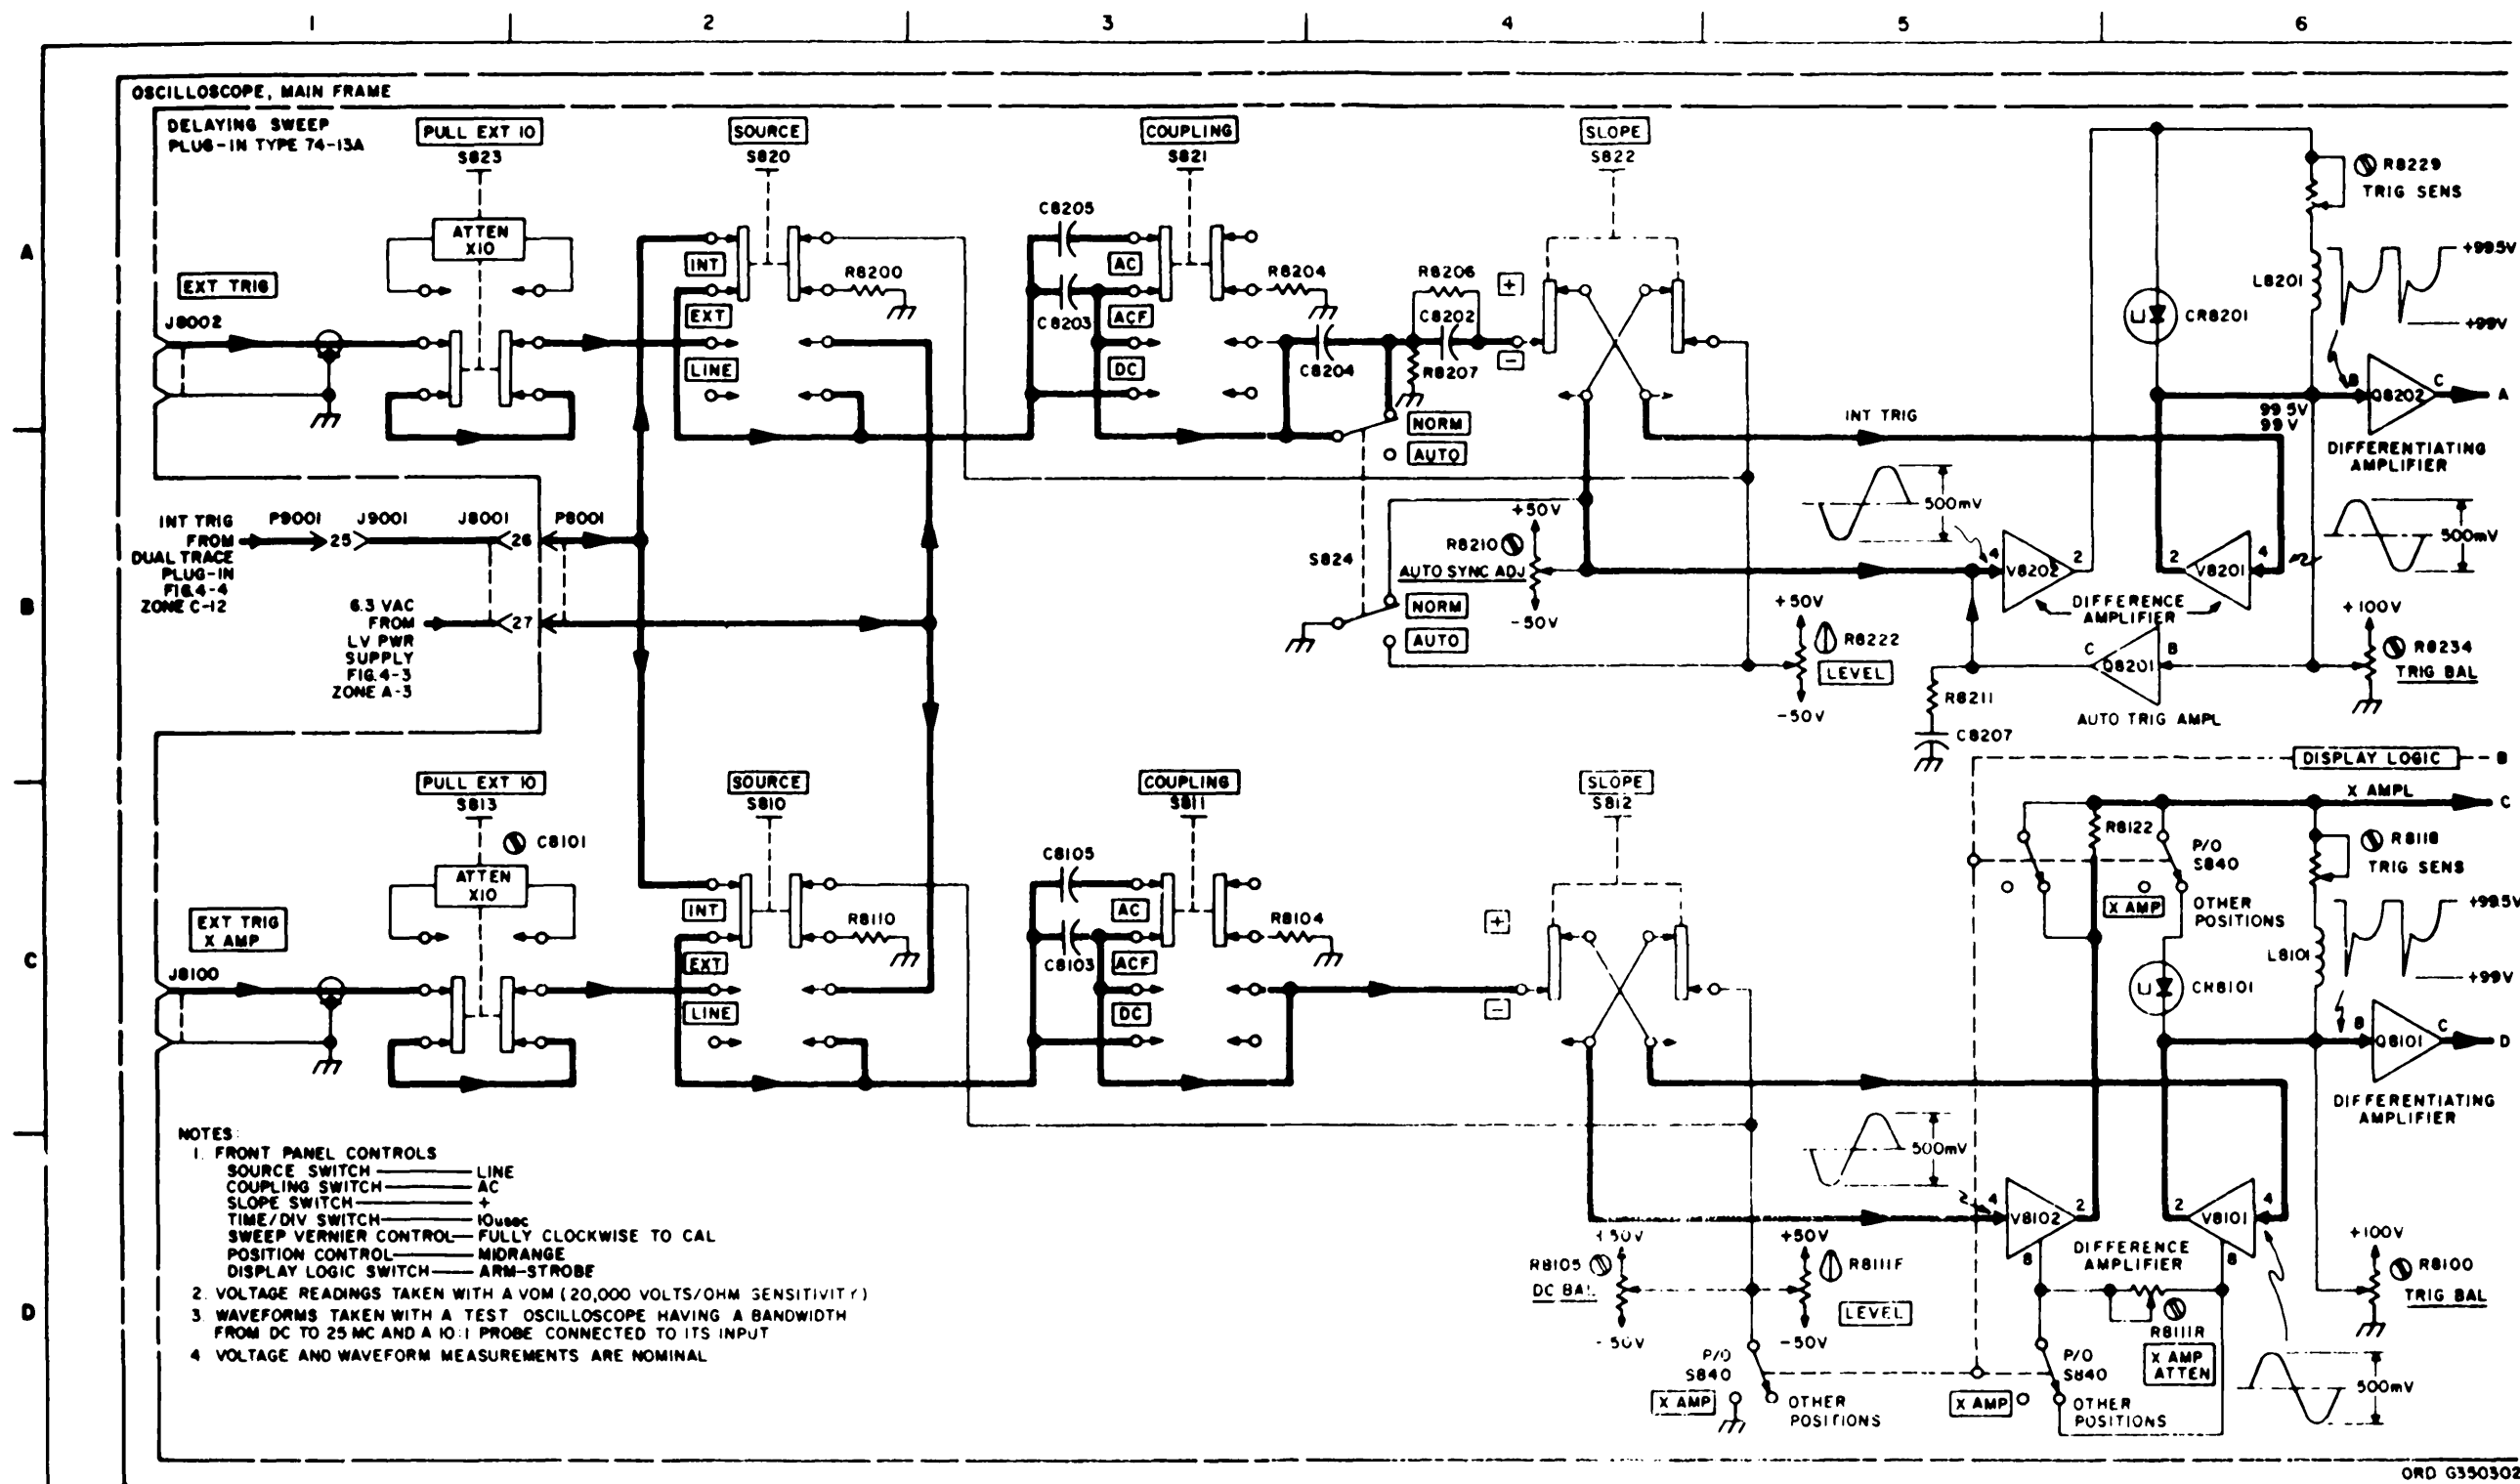 1 2 3 4 5 6
OSCILLOSCOPE, MAIN FRAME
DELAYING SWEEP
PLUG-IN TYPE 74-13A
PULL EXT 10
S823
SOURCE
S820
COUPLING
S821
SLOPE
S822
R8229
TRIG SENS
A
ATTEN
X10
C8205
INT
R8200
AC
R8204
R8206
+
+99.5V
L8201
EXT TRIG
EXT
C8203
ACF
C8202
CR8201
+99V
J8002
LINE
DC
C8204
R8207
-
B
Q8202
C
A
99.5V
99V
NORM
INT TRIG
AUTO
DIFFERENTIATING
AMPLIFIER
500mV
500mV
INT TRIG
FROM
DUAL TRACE
PLUG-IN
FIG.4-4
ZONE C-12
P9001
J9001
J8001
P8001
25
26
+50V
R8210
AUTO SYNC ADJ
-50V
S824
4
V8202
2
2
V8201
4
DIFFERENCE
AMPLIFIER
B
6.3 VAC
FROM
LV PWR
SUPPLY
FIG.4-3
ZONE A-3
27
NORM
AUTO
+50V
R8222
LEVEL
-50V
+100V
R8234
TRIG BAL
C
Q8201
B
R8211
AUTO TRIG AMPL
C8207
DISPLAY LOGIC
B
PULL EXT 10
S813
SOURCE
S810
COUPLING
S811
SLOPE
S812
X AMPL
C
C8101
R8122
P/O
S840
R8118
TRIG SENS
ATTEN
X10
C8105
INT
R8110
AC
R8104
+
X AMP
OTHER
POSITIONS
+99.5V
EXT TRIG
X AMP
C
EXT
C8103
ACF
L8101
J8100
LINE
DC
-
CR8101
+99V
B
Q8101
C
D
DIFFERENTIATING
AMPLIFIER
500mV
NOTES:
1. FRONT PANEL CONTROLS
SOURCE SWITCH LINE
COUPLING SWITCH AC
SLOPE SWITCH +
TIME/DIV SWITCH 10usec
SWEEP VERNIER CONTROL FULLY CLOCKWISE TO CAL
POSITION CONTROL MIDRANGE
DISPLAY LOGIC SWITCH ARM-STROBE
2. VOLTAGE READINGS TAKEN WITH A VOM (20,000 VOLTS/OHM SENSITIVITY)
3. WAVEFORMS TAKEN WITH A TEST OSCILLOSCOPE HAVING A BANDWIDTH
FROM DC TO 25 MC AND A 10:1 PROBE CONNECTED TO ITS INPUT
4 VOLTAGE AND WAVEFORM MEASUREMENTS ARE NOMINAL
4
V8102
2
8
2
V8101
4
8
DIFFERENCE
AMPLIFIER
+50V
R8105
DC BAL
-50V
+50V
R8111F
LEVEL
-50V
+100V
R8100
TRIG BAL
D
R8111R
X AMP
ATTEN
P/O
S840
X AMP
OTHER
POSITIONS
P/O
S840
X AMP
OTHER
POSITIONS
500mV
ORD G350302